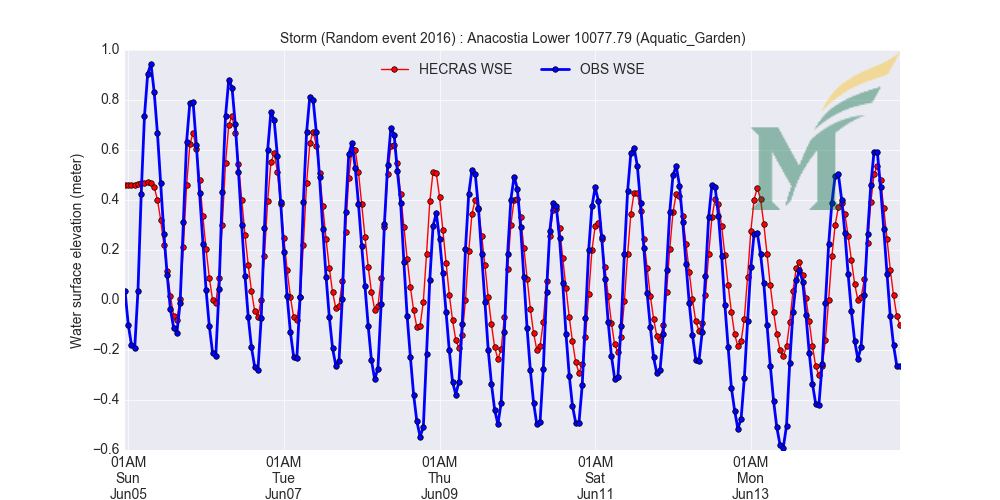 Storm (Random event 2016) : Anacostia Lower 10077.79 (Aquatic_Garden)
HECRAS WSE
OBS WSE
M
Water surface elevation (meter)
1.0
0.8
0.6
0.4
0.2
0.0
−0.2
−0.4
−0.6
01AM 01AM 01AM 01AM 01AM
Sun Tue Thu Sat Mon
Jun05 Jun07 Jun09 Jun11 Jun13